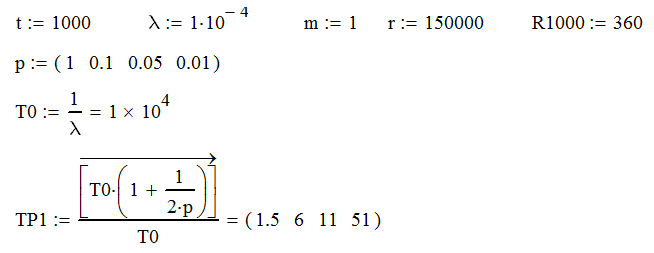 t := 1000 λ := 1·10^-4 m := 1 r := 150000 R1000 := 360
p := ( 1 0.1 0.05 0.01 )
T0 := 1/λ = 1 × 10^4
TP1 := [T0·(1 + 1/(2·p))]/T0 = ( 1.5 6 11 51 )